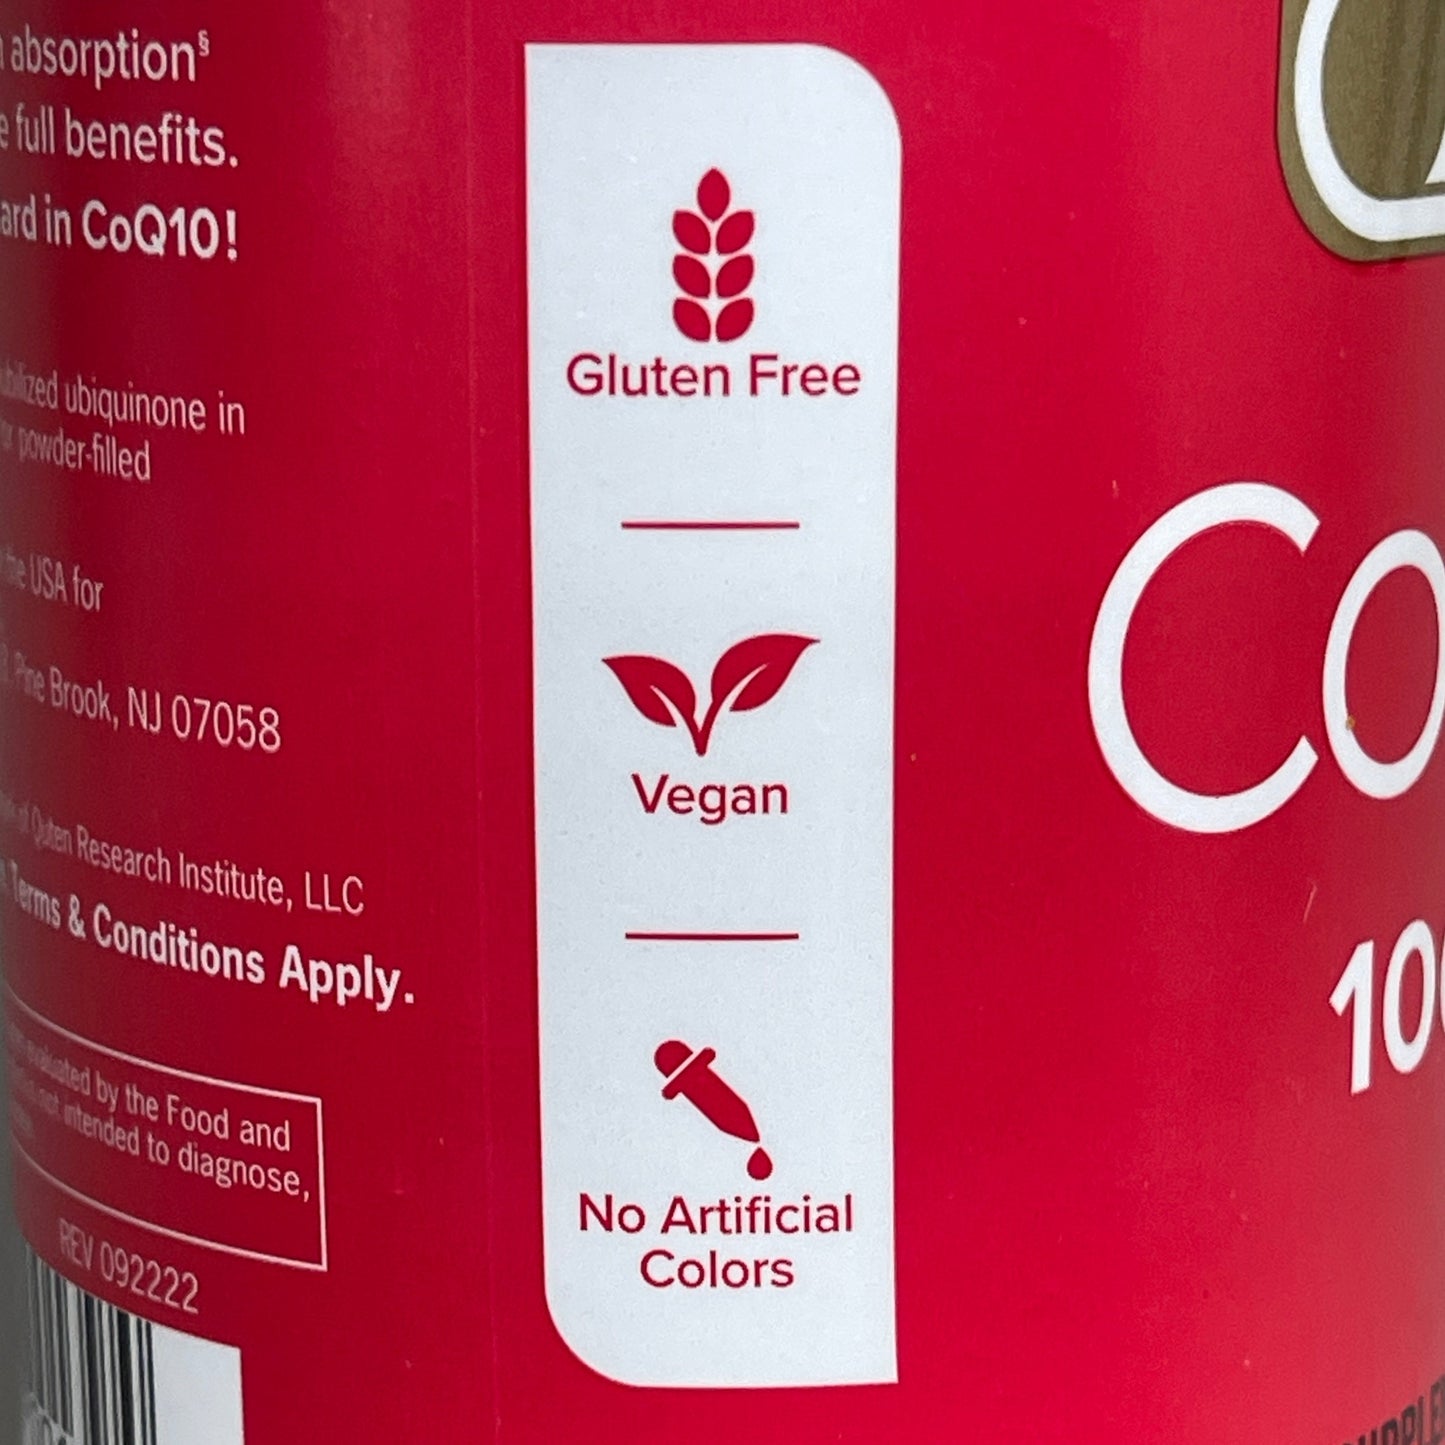 absorption§
full benefits.
in CoQ10!
ubiquinone in
powder-filled
the USA for
Pine Brook, NJ 07058
Quten Research Institute, LLC
Terms & Conditions Apply.
evaluated by the Food and
not intended to diagnose,
REV 092222
Gluten Free
Vegan
No Artificial
Colors
Co